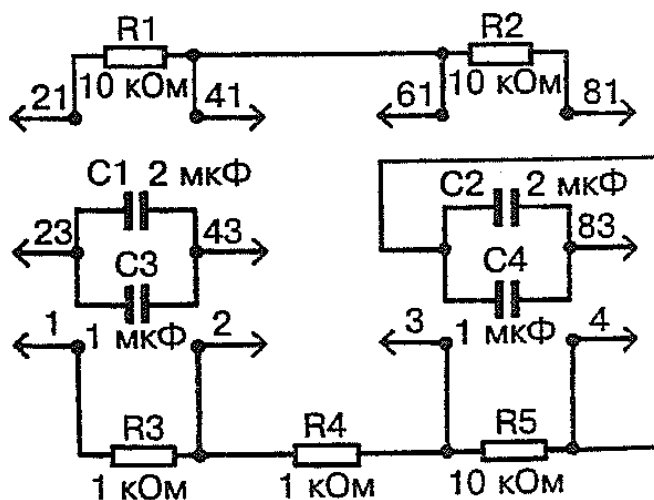 R1 R2
10 кОм 10 кОм
21 41 61 81
C1 2 мкФ C2 2 мкФ
23 43 83
C3 C4
1 1 мкФ 2 3 1 мкФ 4
R3 R4 R5
1 кОм 1 кОм 10 кОм